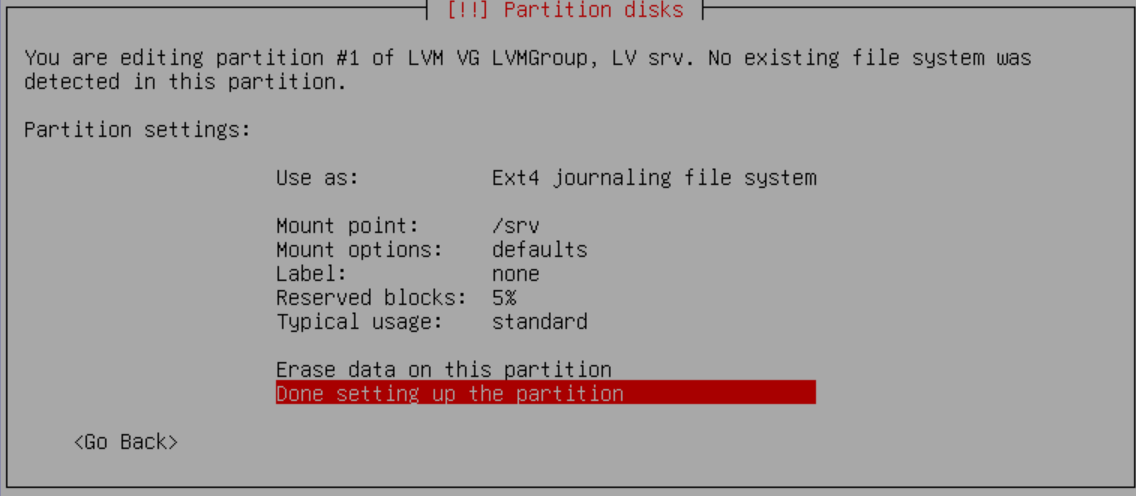 [!!] Partition disks
You are editing partition #1 of LVM VG LVMGroup, LV srv. No existing file system was
detected in this partition.
Partition settings:
Use as: Ext4 journaling file system
Mount point: /srv
Mount options: defaults
Label: none
Reserved blocks: 5%
Typical usage: standard
Erase data on this partition
Done setting up the partition
<Go Back>